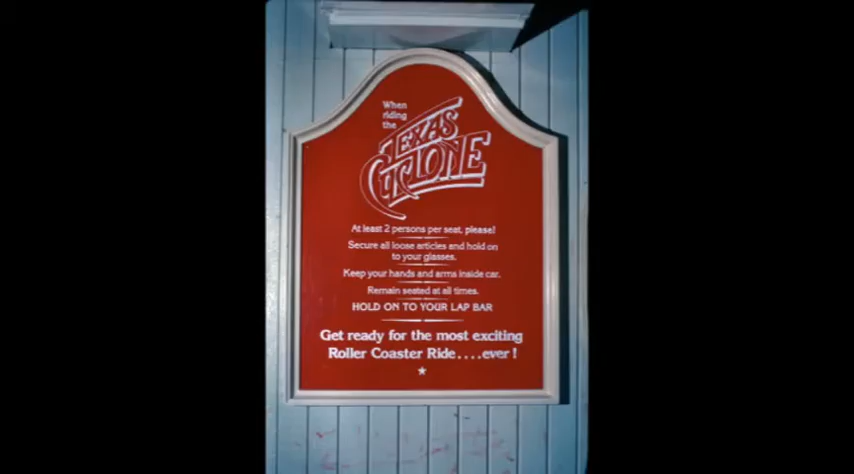 When
riding
the
TEXAS
CYCLONE
At least 2 persons per seat, please!
Secure all loose articles and hold on
to your glasses.
Keep your hands and arms inside car.
Remain seated at all times.
HOLD ON TO YOUR LAP BAR
Get ready for the most exciting
Roller Coaster Ride....ever!